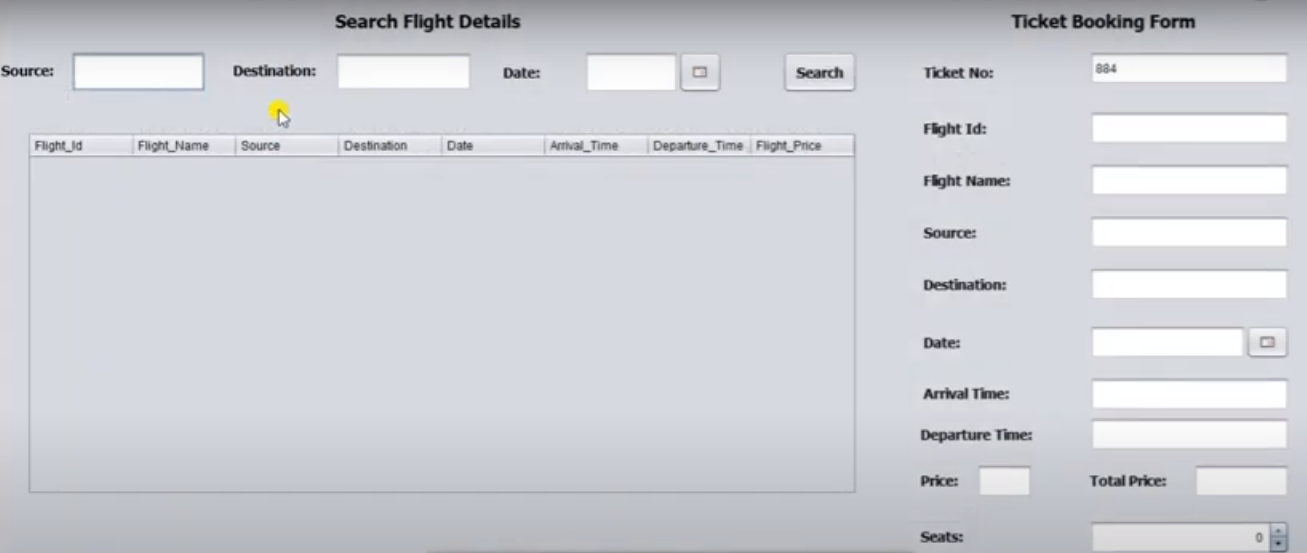 Search Flight Details
Source:
Destination:
Date:
Search
Flight_Id Flight_Name Source Destination Date Arrival_Time Departure_Time Flight_Price
Ticket Booking Form
Ticket No: 884
Flight Id:
Flight Name:
Source:
Destination:
Date:
Arrival Time:
Departure Time:
Price:
Total Price:
Seats: 0